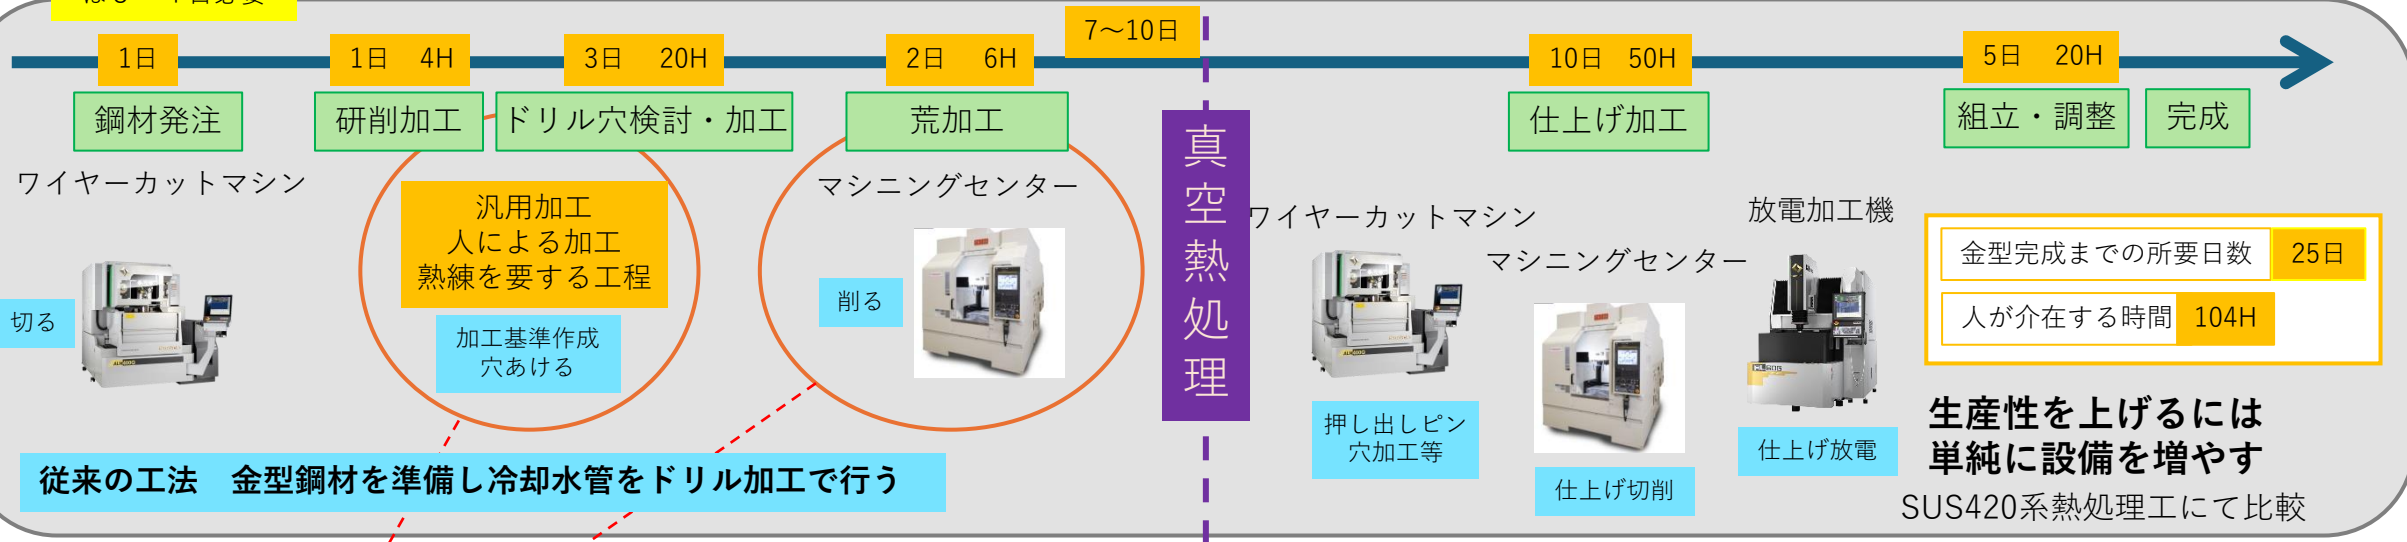 1日
1日 4H
3日 20H
2日 6H
7～10日
10日 50H
5日 20H
鋼材発注
研削加工
ドリル穴検討・加工
荒加工
仕上げ加工
組立・調整
完成
真空熱処理
ワイヤーカットマシン
切る
汎用加工
人による加工
熟練を要する工程
加工基準作成
穴あける
マシニングセンター
削る
ワイヤーカットマシン
押し出しピン
穴加工等
マシニングセンター
仕上げ切削
放電加工機
仕上げ放電
金型完成までの所要日数 25日
人が介在する時間 104H
生産性を上げるには
単純に設備を増やす
SUS420系熱処理工にて比較
従来の工法 金型鋼材を準備し冷却水管をドリル加工で行う